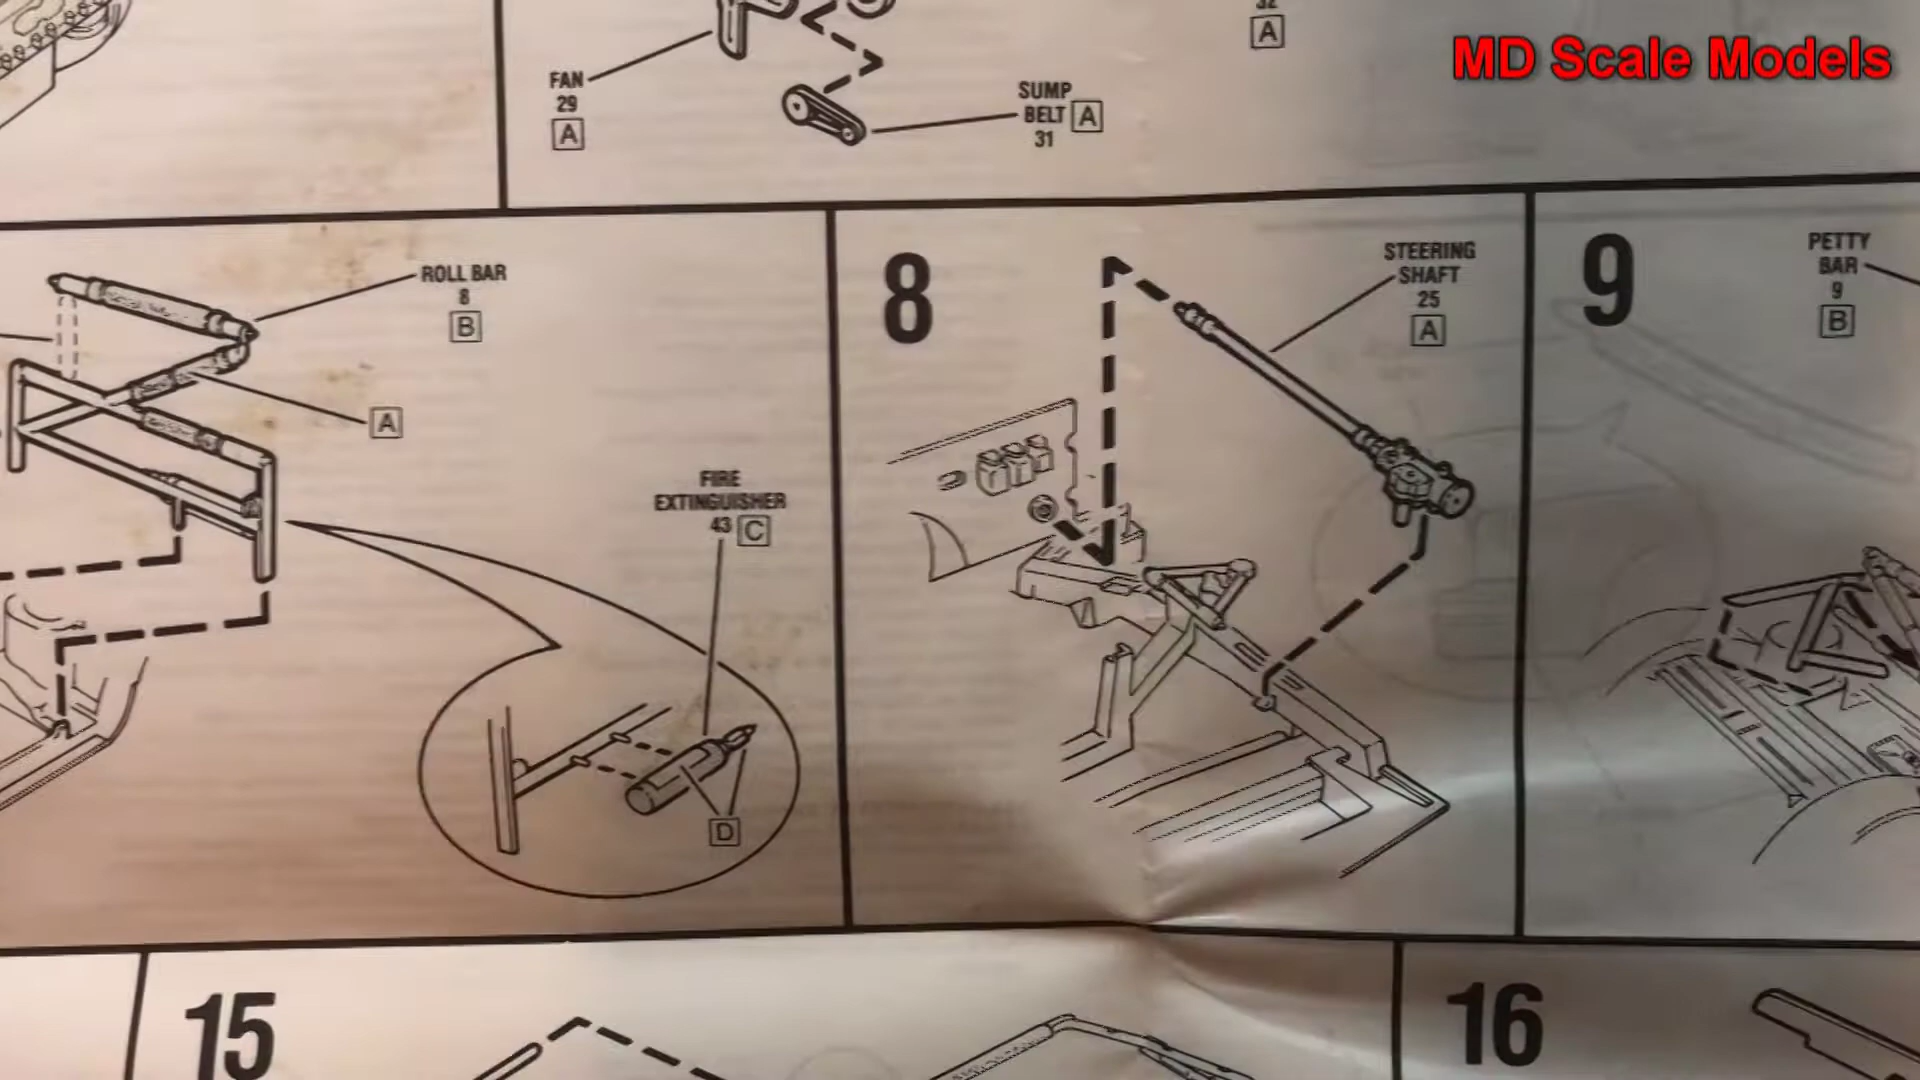 MD Scale Models
FAN
29
A
SUMP
BELT A
31
A
ROLL BAR
8
B
A
FIRE
EXTINGUISHER
43 C
D
8
STEERING
SHAFT
25
A
9
PETTY
BAR
9
B
15
16